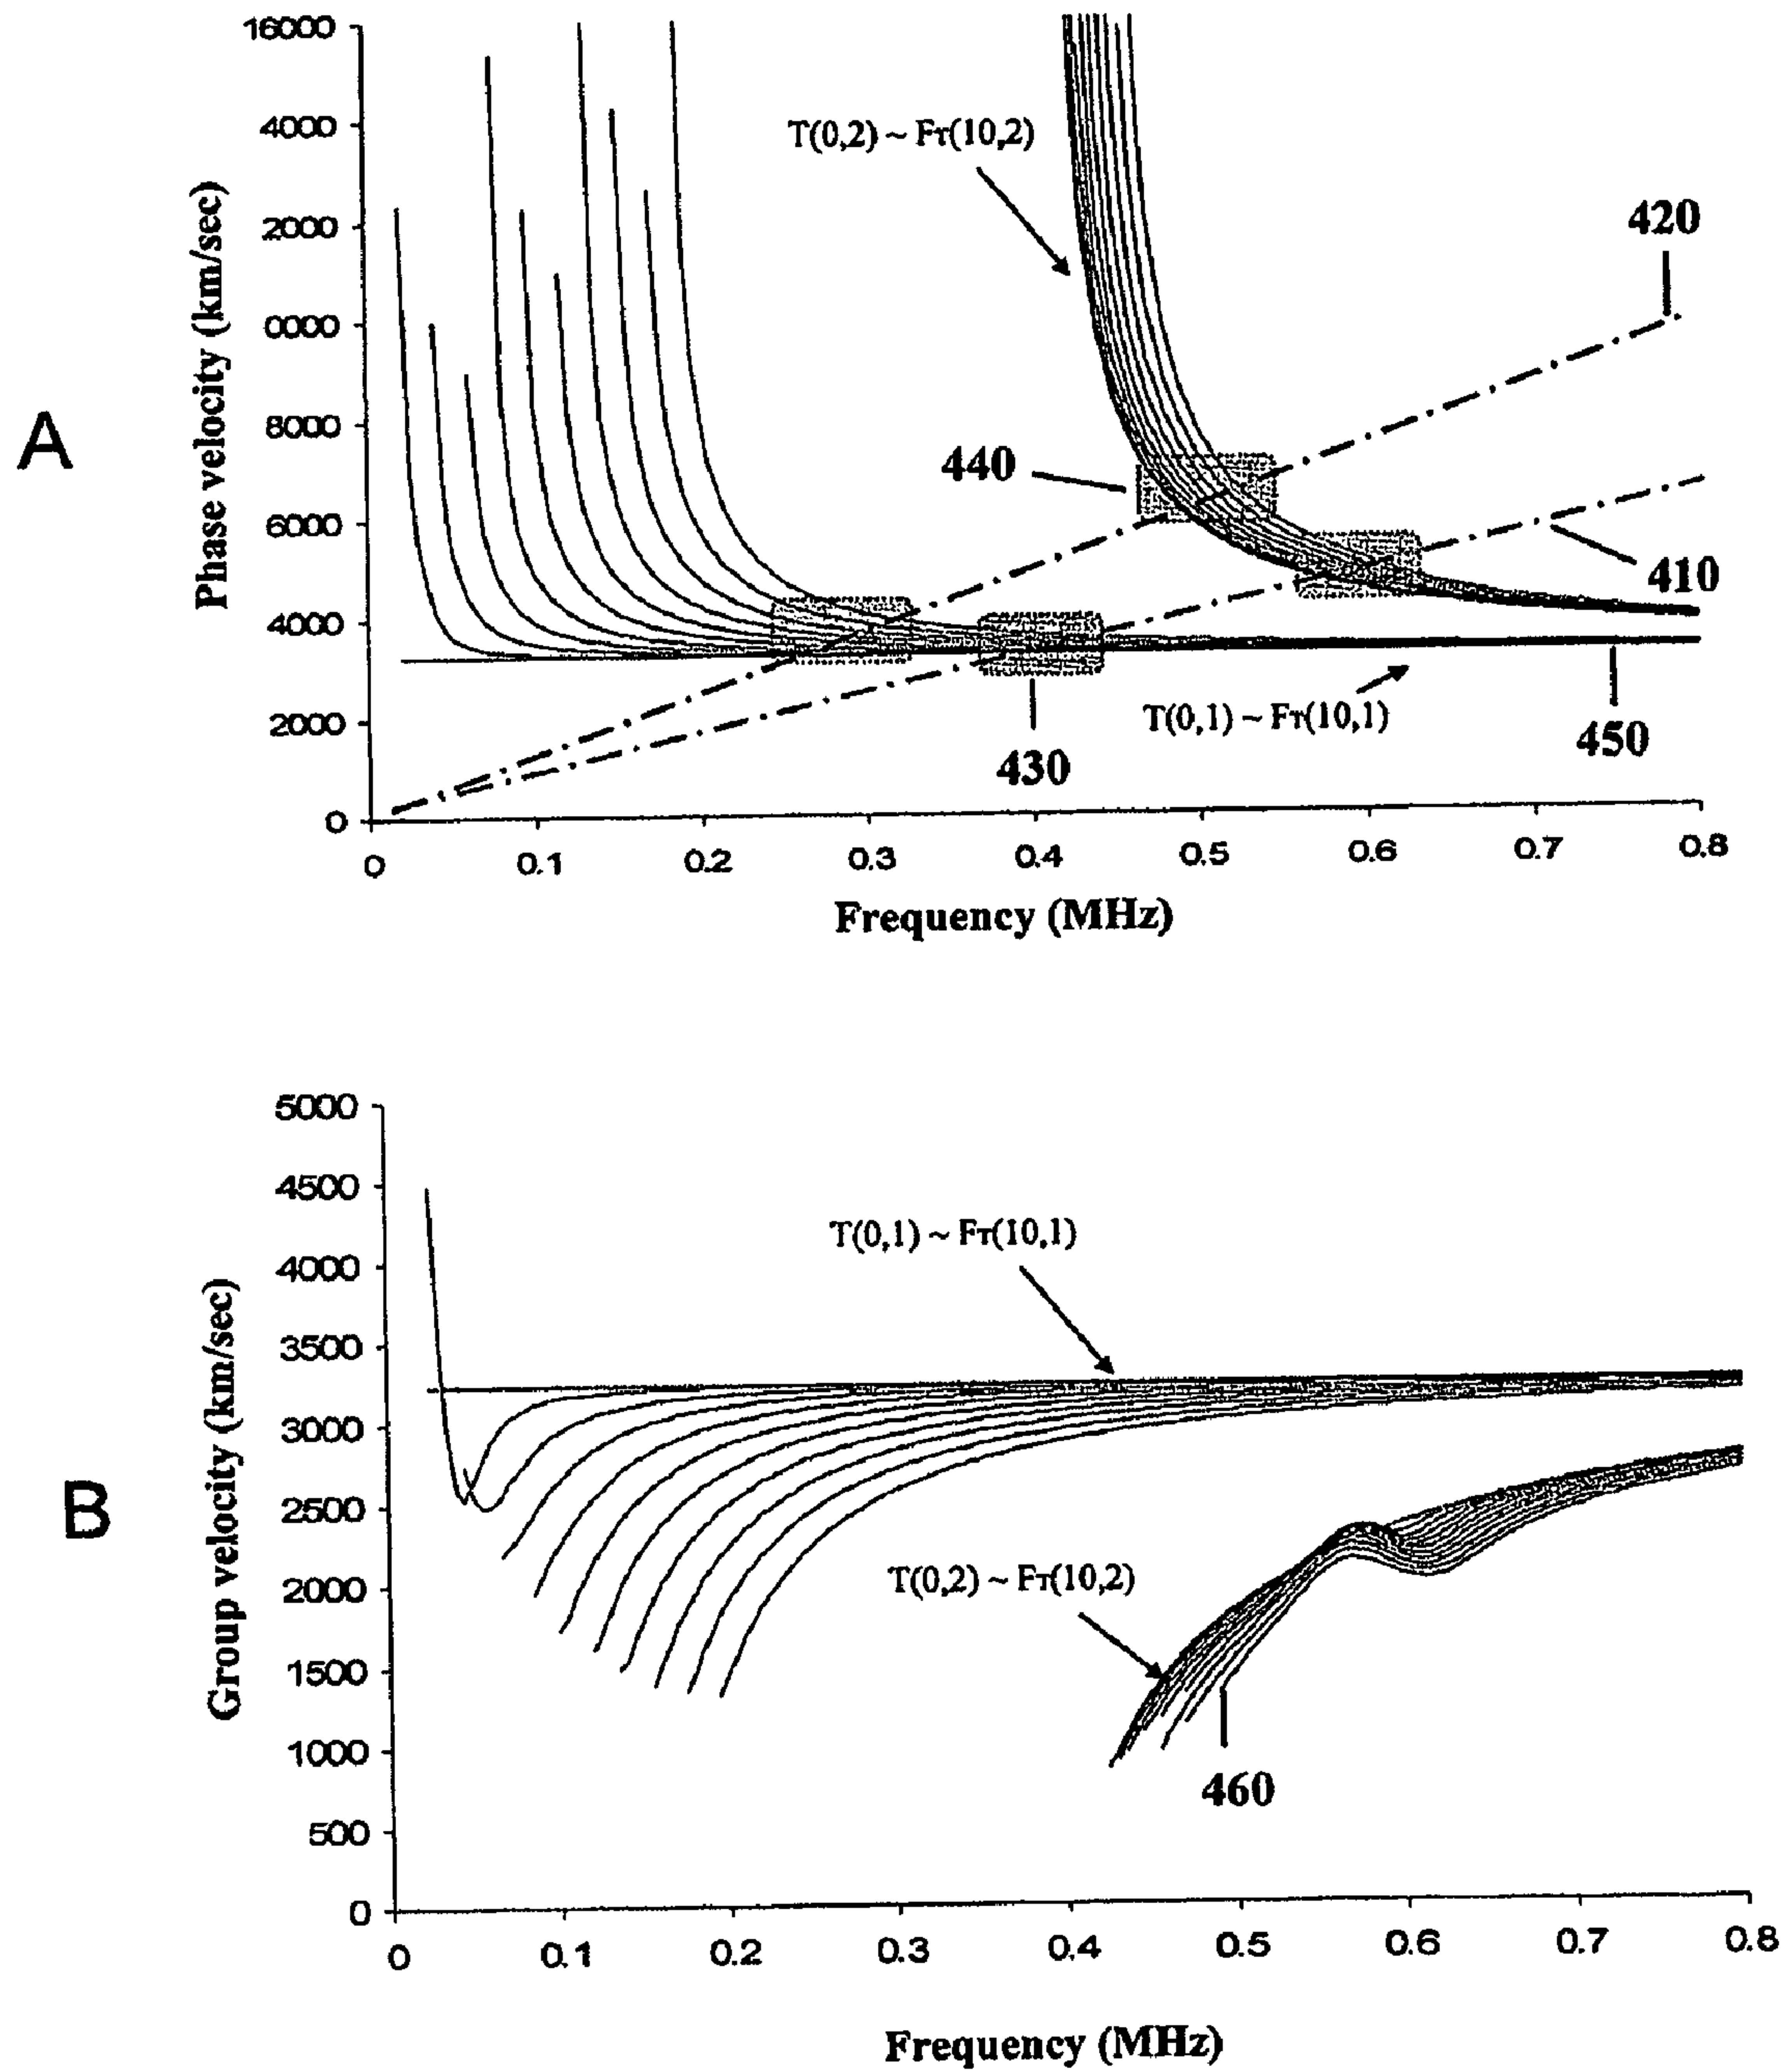 A
Phase velocity (km/sec)
16000
4000
2000
0000
8000
6000
4000
2000
0
T(0,2) ~ FT(10,2)
420
440
410
T(0,1) ~ FT(10,1)
430
450
0 0.1 0.2 0.3 0.4 0.5 0.6 0.7 0.8
Frequency (MHz)
B
Group velocity (km/sec)
5000
4500
4000
3500
3000
2500
2000
1500
1000
500
0
T(0,1) ~ FT(10,1)
T(0,2) ~ FT(10,2)
460
0 0.1 0.2 0.3 0.4 0.5 0.6 0.7 0.8
Frequency (MHz)